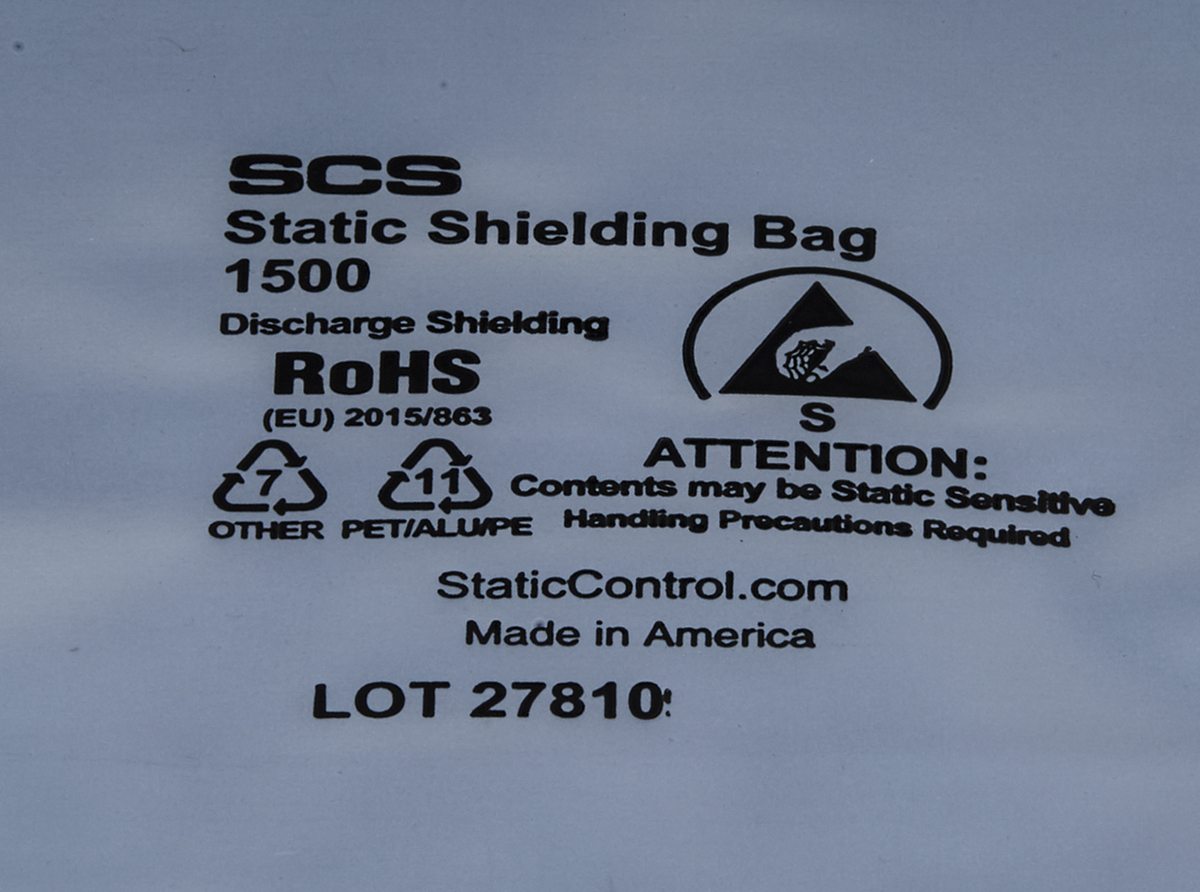 SCS
Static Shielding Bag
1500
Discharge Shielding
RoHS
(EU) 2015/863
7
OTHER
11
PET/ALU/PE
S
ATTENTION:
Contents may be Static Sensitive
Handling Precautions Required
StaticControl.com
Made in America
LOT 27810